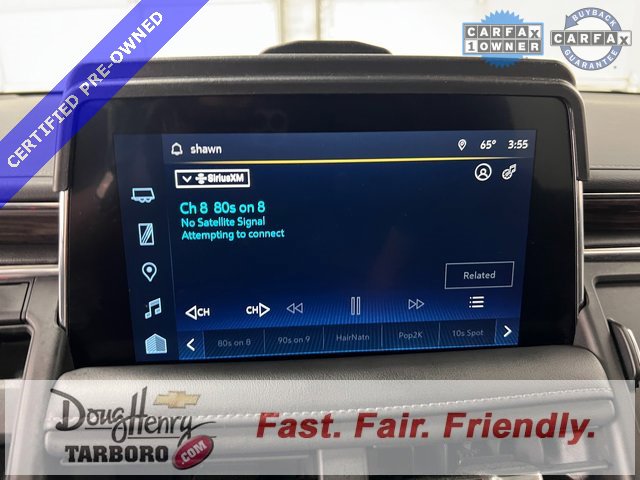 CERTIFIED PRE-OWNED
CARFAX
1 OWNER
BUYBACK
CARFAX
GUARANTEE
shawn
65° 3:55
SiriusXM
Ch 8 80s on 8
No Satellite Signal
Attempting to connect
Related
CH CH
80s on 8 90s on 9 HairNatn Pop2K 10s Spot
Doug Henry
TARBORO.COM
Fast. Fair. Friendly.